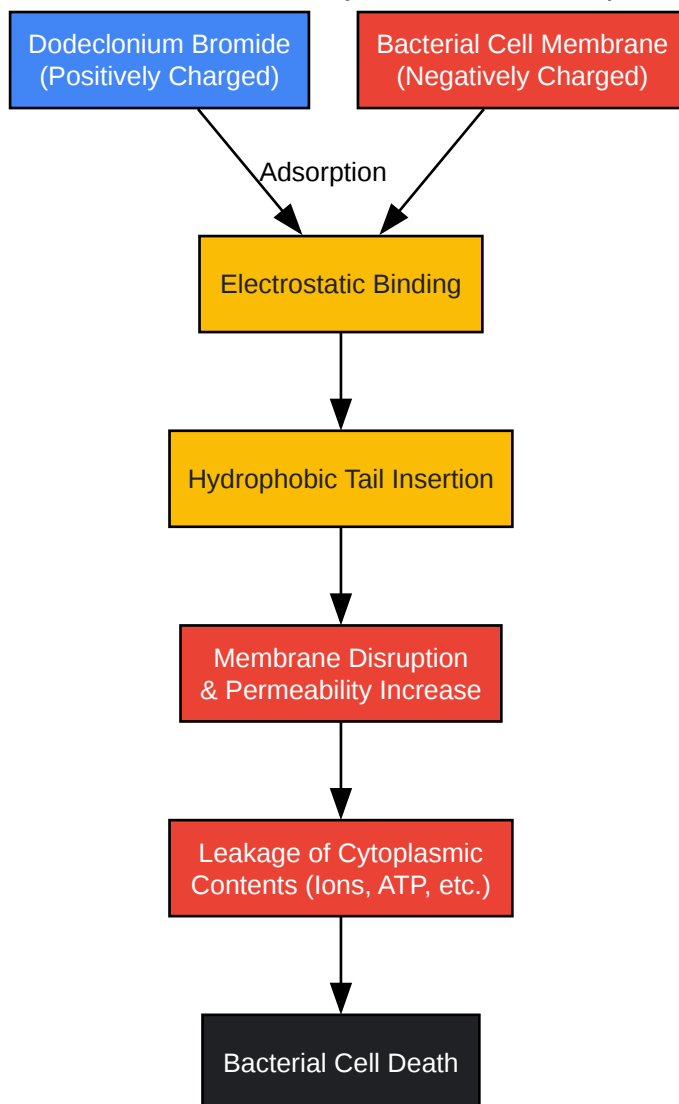 Dodeclonium Bromide
(Positively Charged)
Bacterial Cell Membrane
(Negatively Charged)
Adsorption
Electrostatic Binding
Hydrophobic Tail Insertion
Membrane Disruption
& Permeability Increase
Leakage of Cytoplasmic
Contents (Ions, ATP, etc.)
Bacterial Cell Death